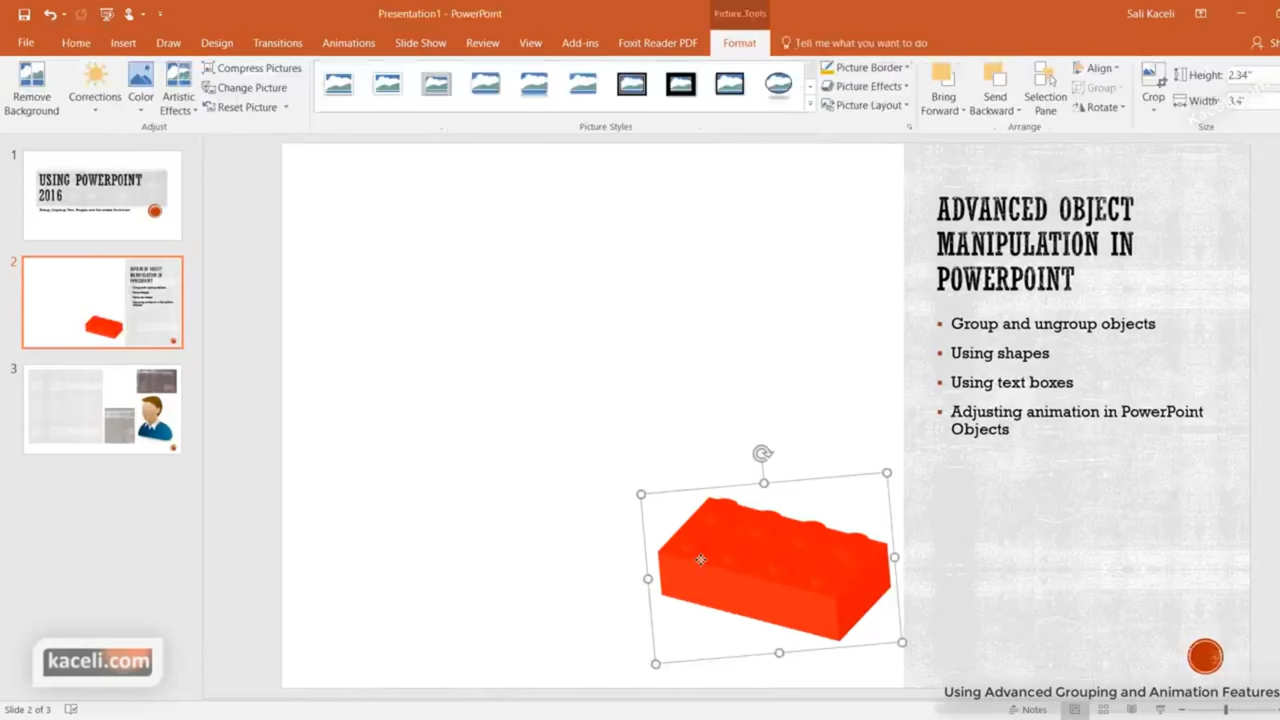 Presentation1 - PowerPoint
Picture Tools
Sali Kaceli
File Home Insert Draw Design Transitions Animations Slide Show Review View Add-ins Foxit Reader PDF Format Tell me what you want to do
Remove Background
Corrections
Color
Artistic Effects
Compress Pictures
Change Picture
Reset Picture
Adjust
Picture Styles
Picture Border
Picture Effects
Picture Layout
Bring Forward
Send Backward
Selection Pane
Align
Group
Rotate
Arrange
Crop
Height: 2.34"
Width: 3.4"
Size
1
USING POWERPOINT
2016
2
3
ADVANCED OBJECT
MANIPULATION IN
POWERPOINT
Group and ungroup objects
Using shapes
Using text boxes
Adjusting animation in PowerPoint
Objects
kaceli.com
Using Advanced Grouping and Animation Features
Slide 2 of 3
Notes